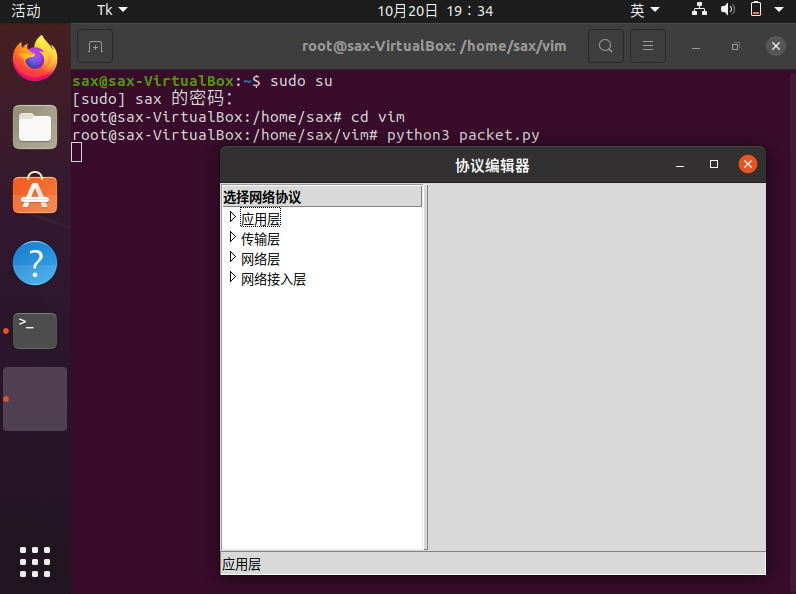 活动
Tk
10月20日 19：34
英
root@sax-VirtualBox: /home/sax/vim
sax@sax-VirtualBox:~$ sudo su
[sudo] sax 的密码：
root@sax-VirtualBox:/home/sax# cd vim
root@sax-VirtualBox:/home/sax/vim# python3 packet.py
协议编辑器
选择网络协议
应用层
传输层
网络层
网络接入层
应用层